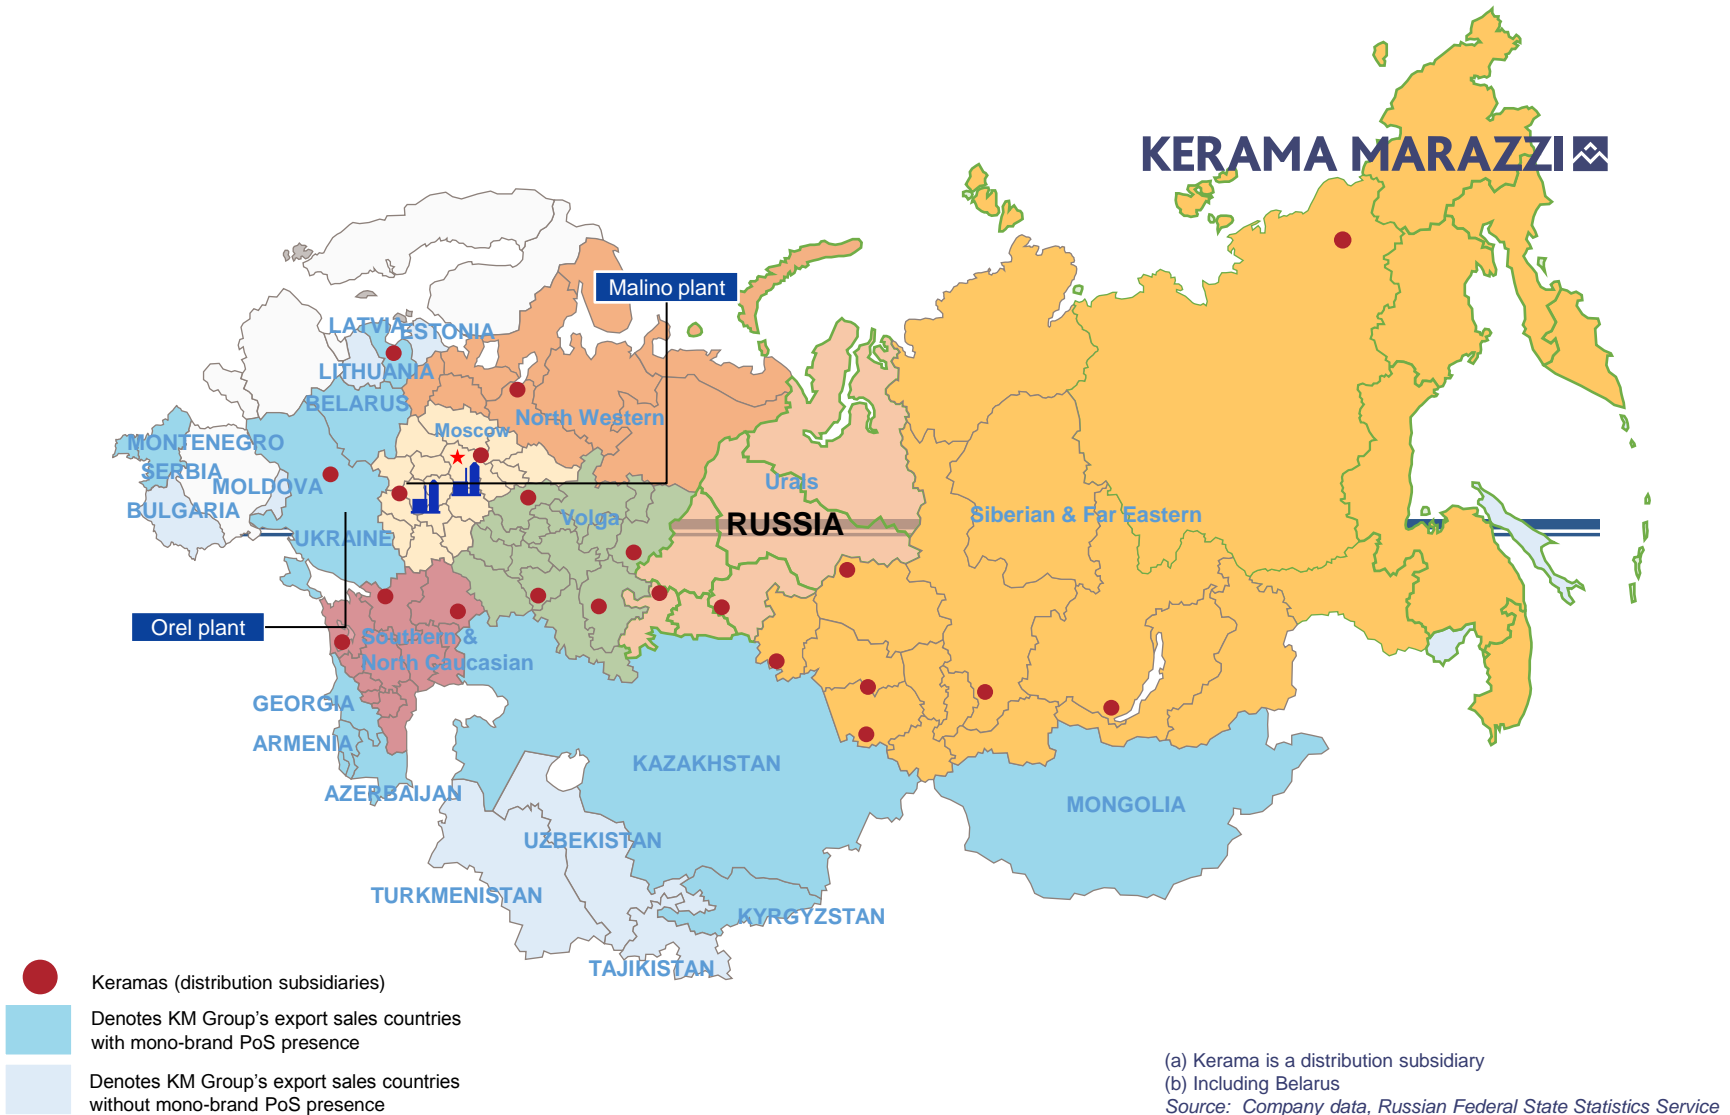 KERAMA MARAZZI
Malino plant
LATVIA
ESTONIA
LITHUANIA
BELARUS
North Western
Moscow
MONTENEGRO
SERBIA
MOLDOVA
BULGARIA
Urals
Volga
RUSSIA
Siberian & Far Eastern
UKRAINE
Orel plant
Southern &
North Caucasian
GEORGIA
ARMENIA
KAZAKHSTAN
AZERBAIJAN
MONGOLIA
UZBEKISTAN
TURKMENISTAN
KYRGYZSTAN
TAJIKISTAN
Keramas (distribution subsidiaries)
Denotes KM Group's export sales countries
with mono-brand PoS presence
Denotes KM Group's export sales countries
without mono-brand PoS presence
(a) Kerama is a distribution subsidiary
(b) Including Belarus
Source: Company data, Russian Federal State Statistics Service